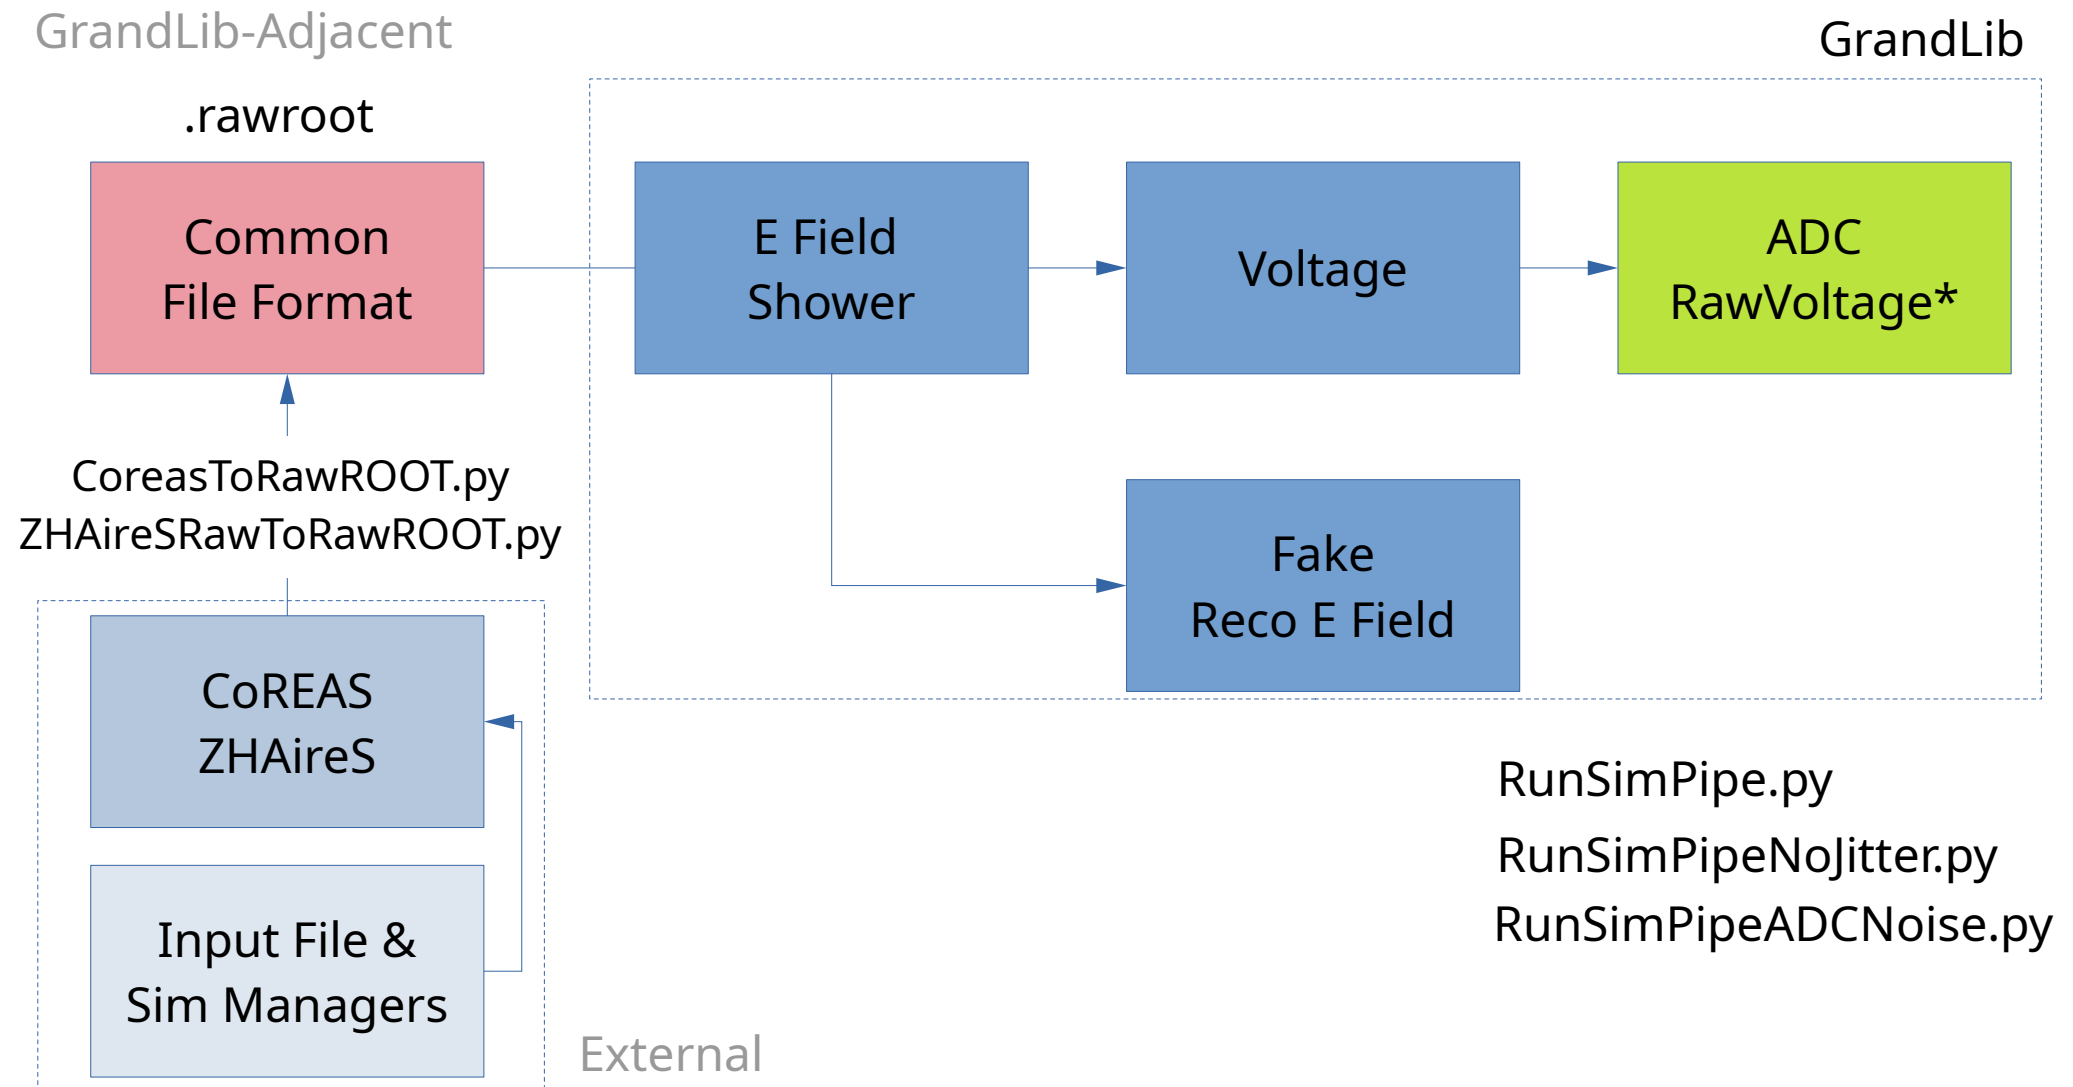 GrandLib-Adjacent
GrandLib
.rawroot
Common
File Format
E Field
Shower
Voltage
ADC
RawVoltage*
CoreasToRawROOT.py
ZHAireSRawToRawROOT.py
Fake
Reco E Field
CoREAS
ZHAireS
RunSimPipe.py
RunSimPipeNoJitter.py
RunSimPipeADCNoise.py
Input File &
Sim Managers
External